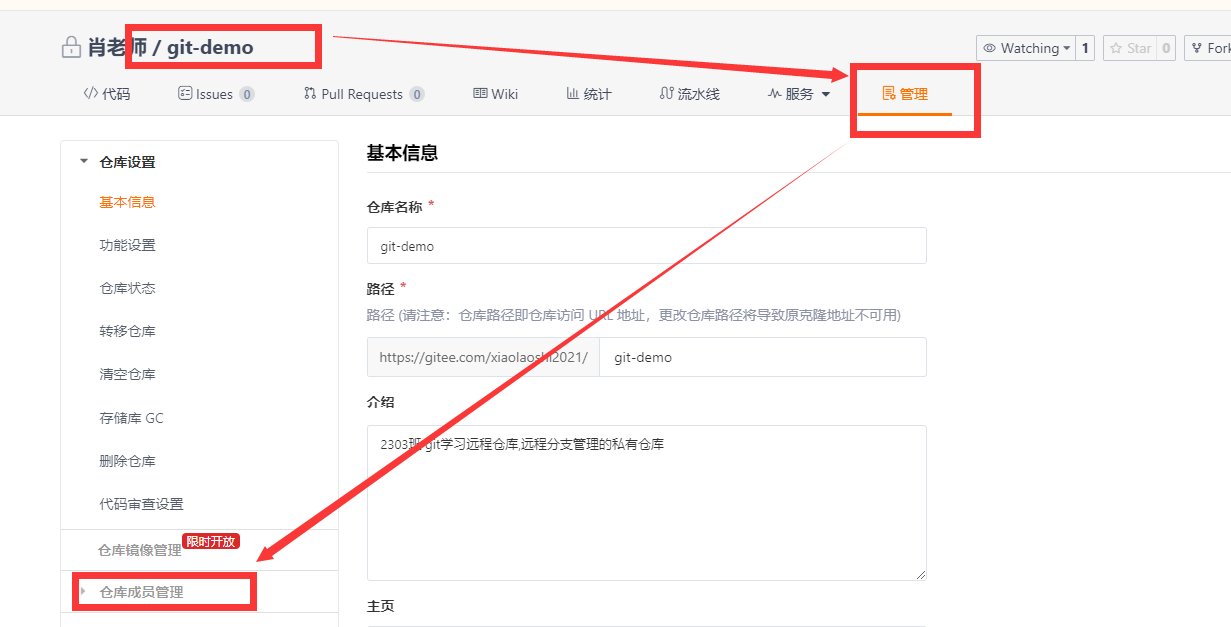 肖老师 / git-demo
Watching 1 Star 0 Fork
代码 Issues 0 Pull Requests 0 Wiki 统计 流水线 服务 管理
仓库设置
基本信息
功能设置
仓库状态
转移仓库
清空仓库
存储库 GC
删除仓库
代码审查设置
仓库镜像管理 限时开放
仓库成员管理
基本信息
仓库名称 *
git-demo
路径 *
路径 (请注意：仓库路径即仓库访问 URL 地址，更改仓库路径将导致原克隆地址不可用)
https://gitee.com/xiaolaoshi2021/ git-demo
介绍
2303班git学习远程仓库,远程分支管理的私有仓库
主页